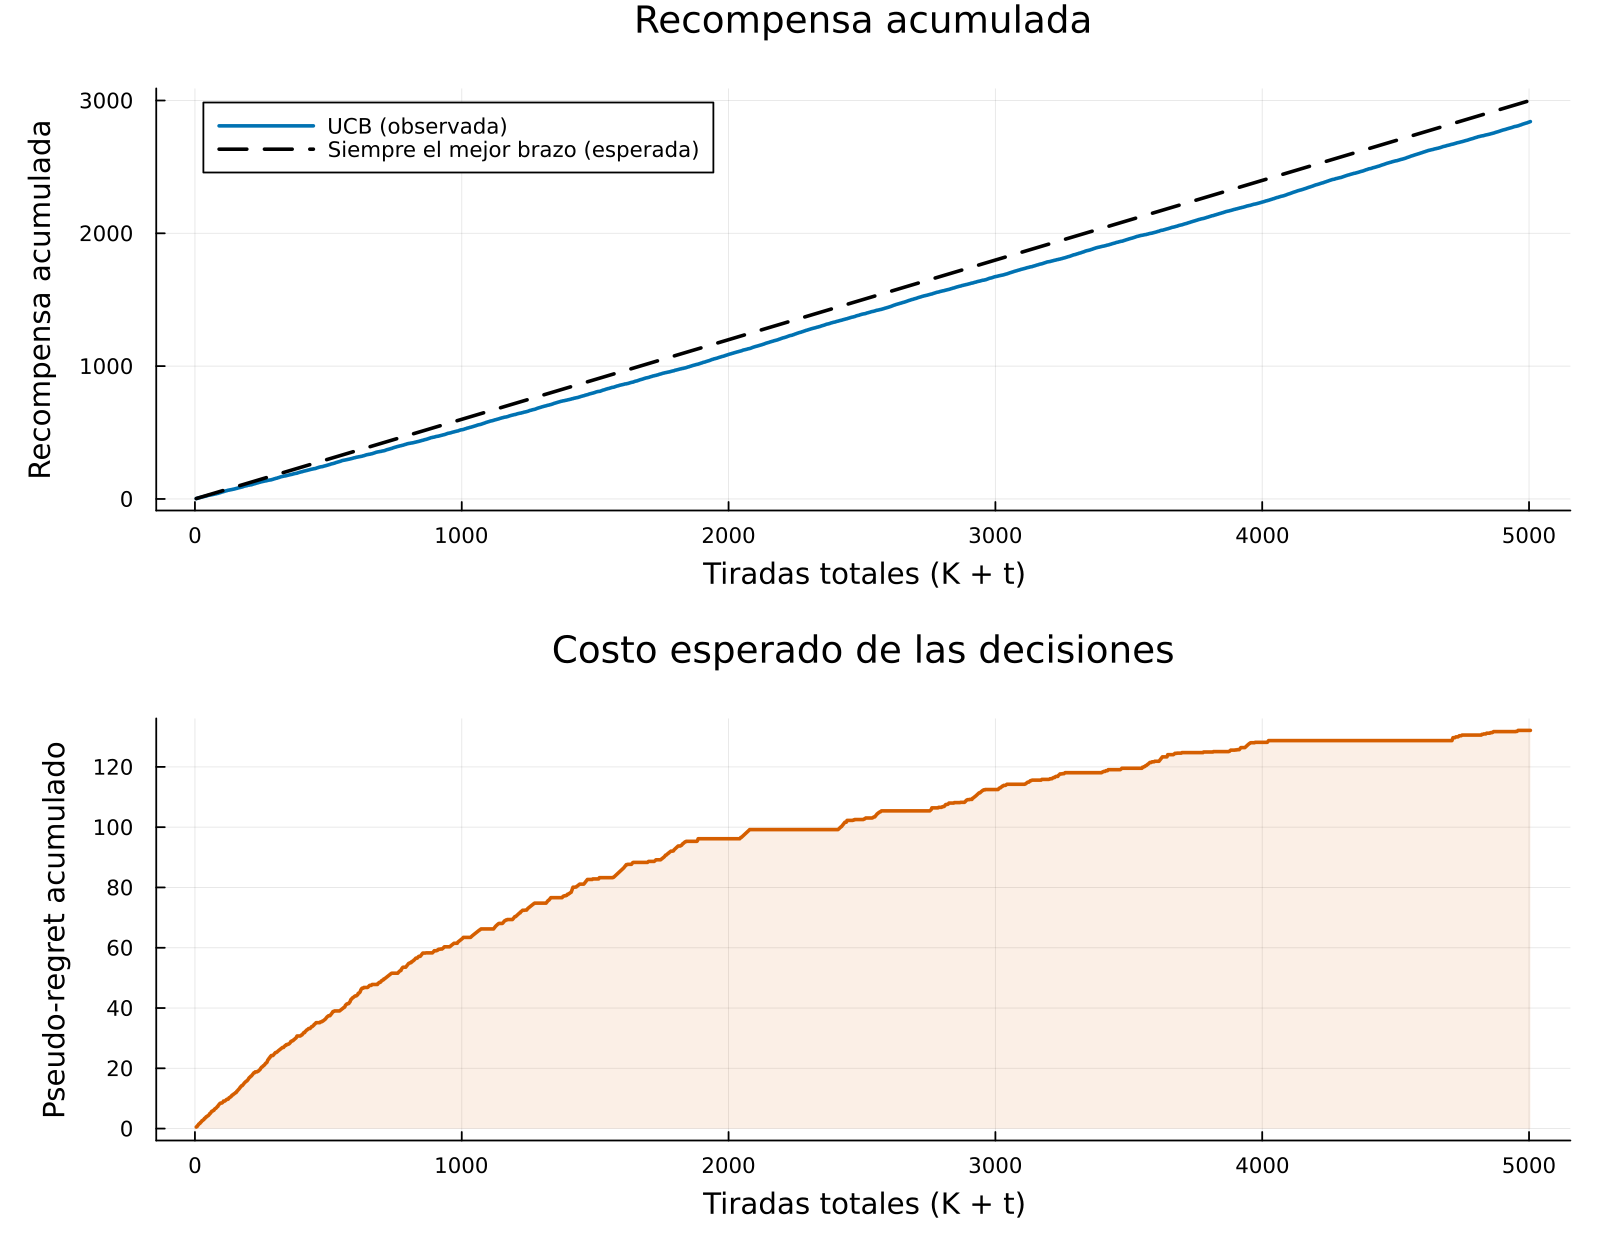 Recompensa acumulada
Recompensa acumulada
3000
2000
1000
0
UCB (observada)
Siempre el mejor brazo (esperada)
0 1000 2000 3000 4000 5000
Tiradas totales (K + t)
Costo esperado de las decisiones
Pseudo-regret acumulado
120
100
80
60
40
20
0
0 1000 2000 3000 4000 5000
Tiradas totales (K + t)